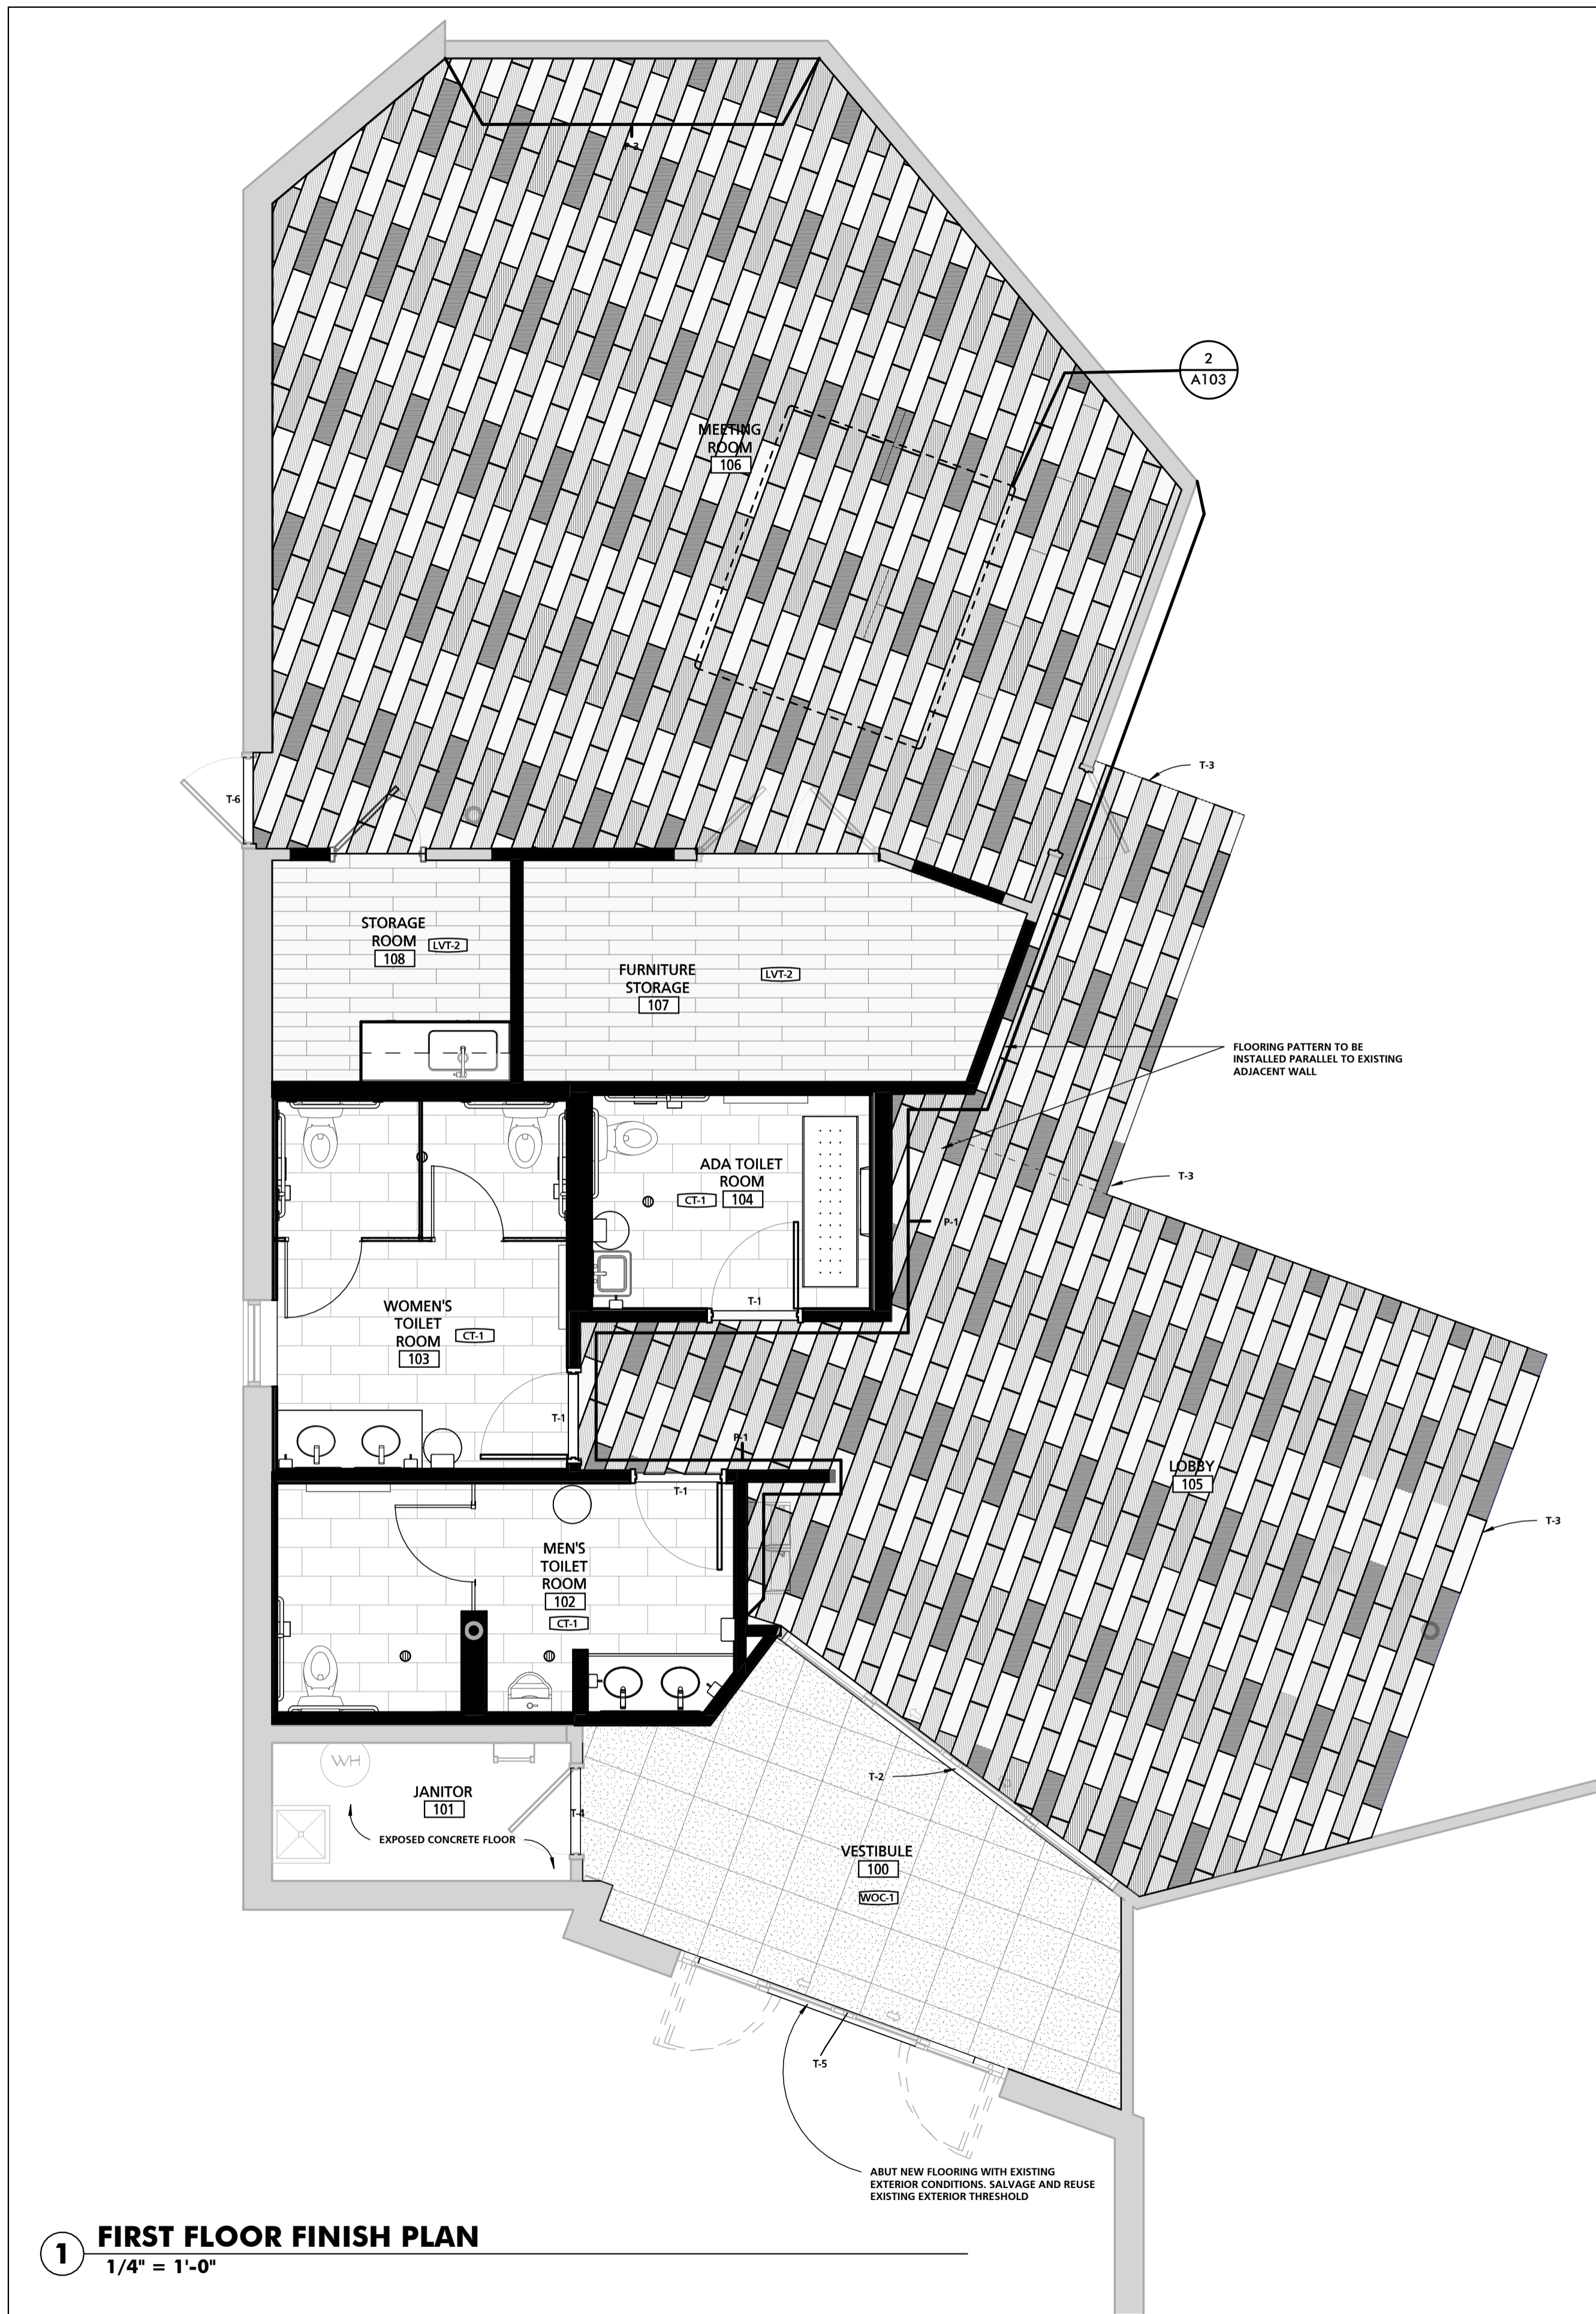 P-3
2
A103
MEETING
ROOM
106
T-3
T-6
STORAGE
ROOM
LVT-2
108
FURNITURE
STORAGE
LVT-2
107
FLOORING PATTERN TO BE
INSTALLED PARALLEL TO EXISTING
ADJACENT WALL
ADA TOILET
ROOM
CT-1
104
T-3
P-1
T-1
WOMEN'S
TOILET
ROOM
CT-1
103
T-1
P-1
T-1
LOBBY
105
T-3
MEN'S
TOILET
ROOM
102
CT-1
WH
JANITOR
101
T-4
EXPOSED CONCRETE FLOOR
T-2
VESTIBULE
100
WOC-1
T-5
ABUT NEW FLOORING WITH EXISTING
EXTERIOR CONDITIONS. SALVAGE AND REUSE
EXISTING EXTERIOR THRESHOLD
1
FIRST FLOOR FINISH PLAN
1/4" = 1'-0"